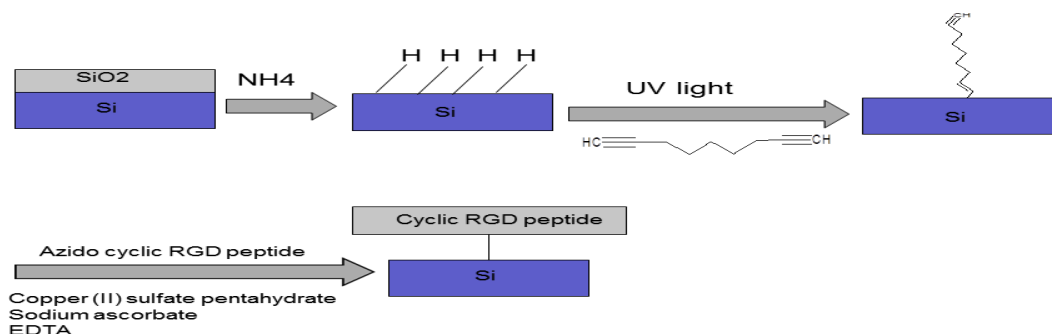 SiO2
Si
NH4
H H H H
Si
UV light
HC CH
CH
Si
Azido cyclic RGD peptide
Copper (II) sulfate pentahydrate
Sodium ascorbate
EDTA
Cyclic RGD peptide
Si